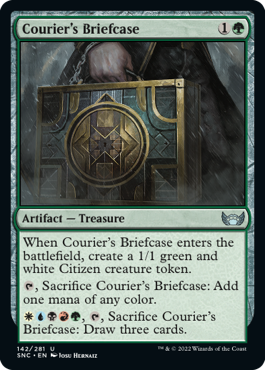 Courier's Briefcase 1
Artifact — Treasure
When Courier's Briefcase enters the
battlefield, create a 1/1 green and
white Citizen creature token.
, Sacrifice Courier's Briefcase: Add
one mana of any color.
, , Sacrifice Courier's
Briefcase: Draw three cards.
142/281 U
SNC • EN Iosu Hernaiz
™ & © 2022 Wizards of the Coast